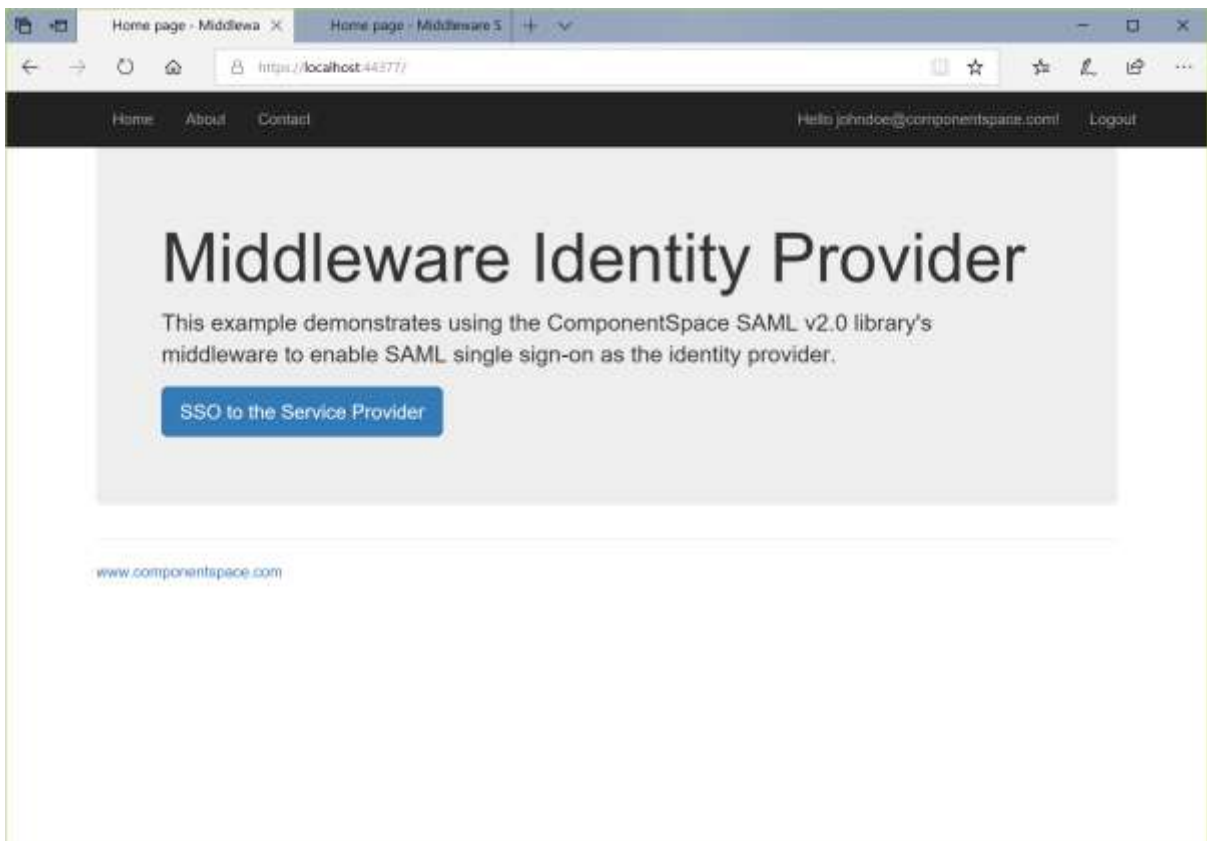 Home page - Middlewa
Home page - Middleware S
https://localhost:44377/
Home About Contact Hello johndoe@componentspace.com! Logout
Middleware Identity Provider
This example demonstrates using the ComponentSpace SAML v2.0 library's
middleware to enable SAML single sign-on as the identity provider.
SSO to the Service Provider
www.componentspace.com